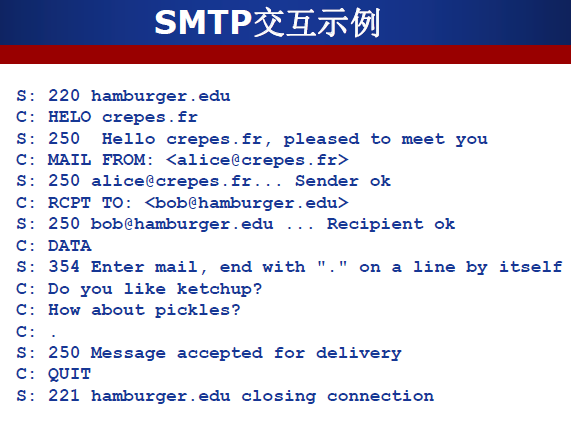 SMTP交互示例
S: 220 hamburger.edu
C: HELO crepes.fr
S: 250  Hello crepes.fr, pleased to meet you
C: MAIL FROM: <alice@crepes.fr>
S: 250 alice@crepes.fr... Sender ok
C: RCPT TO: <bob@hamburger.edu>
S: 250 bob@hamburger.edu ... Recipient ok
C: DATA
S: 354 Enter mail, end with "." on a line by itself
C: Do you like ketchup?
C: How about pickles?
C: .
S: 250 Message accepted for delivery
C: QUIT
S: 221 hamburger.edu closing connection